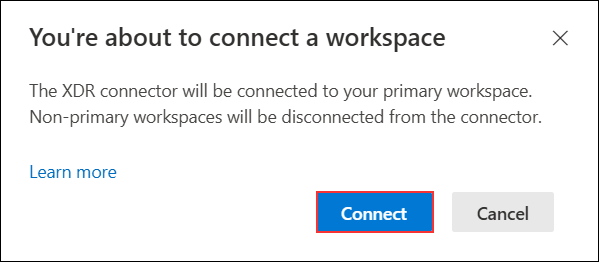 You're about to connect a workspace
The XDR connector will be connected to your primary workspace.
Non-primary workspaces will be disconnected from the connector.
Learn more
Connect
Cancel